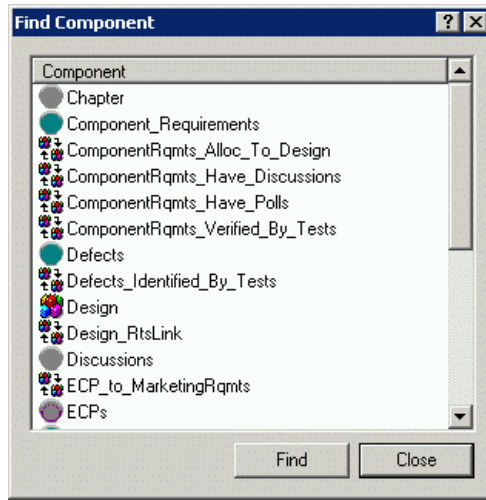 Find Component
Component
Chapter
Component_Requirements
ComponentRqmts_Alloc_To_Design
ComponentRqmts_Have_Discussions
ComponentRqmts_Have_Polls
ComponentRqmts_Verified_By_Tests
Defects
Defects_Identified_By_Tests
Design
Design_RtsLink
Discussions
ECP_to_MarketingRqmts
ECPs
Find Close